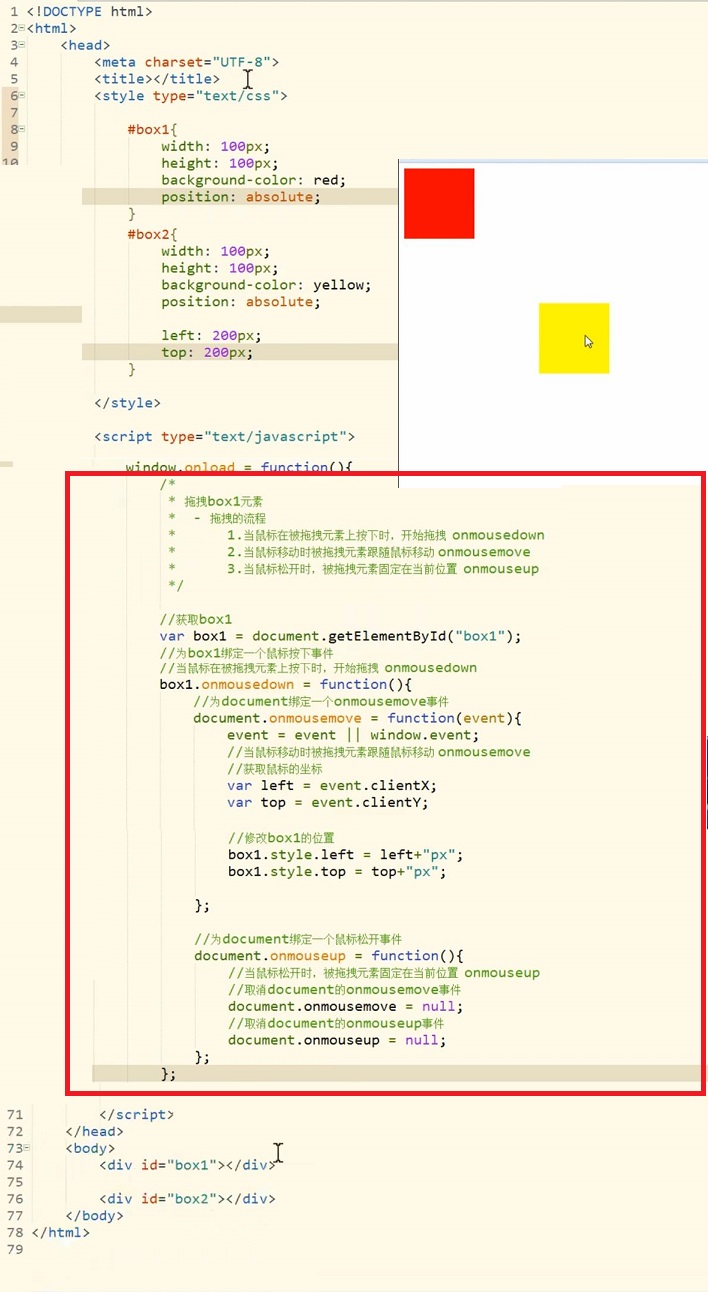 1 <!DOCTYPE html>
2 <html>
3 <head>
4 <meta charset="UTF-8">
5 <title></title>
6 <style type="text/css">
7
8 #box1{
9 width: 100px;
10 height: 100px;
background-color: red;
position: absolute;
}
#box2{
width: 100px;
height: 100px;
background-color: yellow;
position: absolute;
left: 200px;
top: 200px;
}
</style>
<script type="text/javascript">
window.onload = function(){
/*
* 拖拽box1元素
* - 拖拽的流程
* 1.当鼠标在被拖拽元素上按下时，开始拖拽 onmousedown
* 2.当鼠标移动时被拖拽元素跟随鼠标移动 onmousemove
* 3.当鼠标松开时，被拖拽元素固定在当前位置 onmouseup
*/
//获取box1
var box1 = document.getElementById("box1");
//为box1绑定一个鼠标按下事件
//当鼠标在被拖拽元素上按下时，开始拖拽 onmousedown
box1.onmousedown = function(){
//为document绑定一个onmousemove事件
document.onmousemove = function(event){
event = event || window.event;
//当鼠标移动时被拖拽元素跟随鼠标移动 onmousemove
//获取鼠标的坐标
var left = event.clientX;
var top = event.clientY;
//修改box1的位置
box1.style.left = left+"px";
box1.style.top = top+"px";
};
//为document绑定一个鼠标松开事件
document.onmouseup = function(){
//当鼠标松开时，被拖拽元素固定在当前位置 onmouseup
//取消document的onmousemove事件
document.onmousemove = null;
//取消document的onmouseup事件
document.onmouseup = null;
};
};
71 </script>
72 </head>
73 <body>
74 <div id="box1"></div>
75
76 <div id="box2"></div>
77 </body>
78 </html>
79